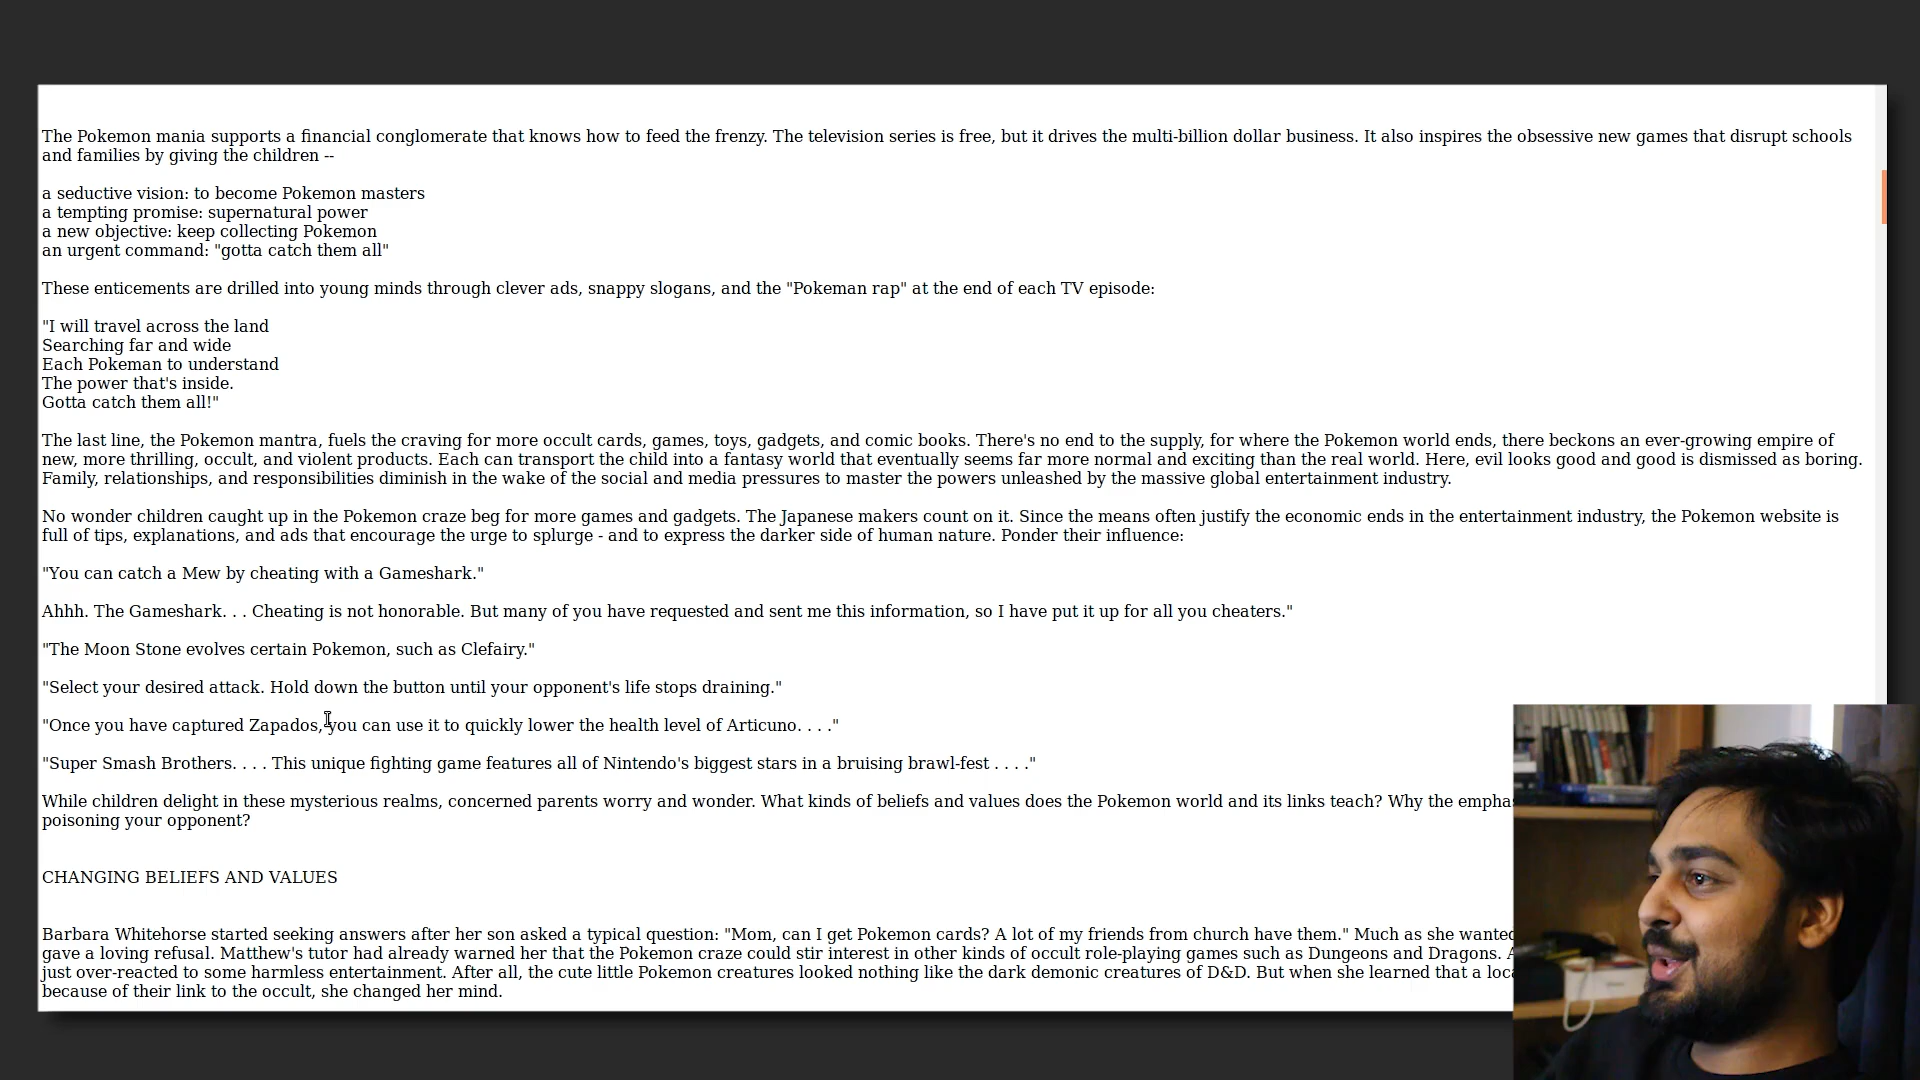 The Pokemon mania supports a financial conglomerate that knows how to feed the frenzy. The television series is free, but it drives the multi-billion dollar business. It also inspires the obsessive new games that disrupt schools
and families by giving the children --
a seductive vision: to become Pokemon masters
a tempting promise: supernatural power
a new objective: keep collecting Pokemon
an urgent command: "gotta catch them all"
These enticements are drilled into young minds through clever ads, snappy slogans, and the "Pokeman rap" at the end of each TV episode:
"I will travel across the land
Searching far and wide
Each Pokeman to understand
The power that's inside.
Gotta catch them all!"
The last line, the Pokemon mantra, fuels the craving for more occult cards, games, toys, gadgets, and comic books. There's no end to the supply, for where the Pokemon world ends, there beckons an ever-growing empire of
new, more thrilling, occult, and violent products. Each can transport the child into a fantasy world that eventually seems far more normal and exciting than the real world. Here, evil looks good and good is dismissed as boring.
Family, relationships, and responsibilities diminish in the wake of the social and media pressures to master the powers unleashed by the massive global entertainment industry.
No wonder children caught up in the Pokemon craze beg for more games and gadgets. The Japanese makers count on it. Since the means often justify the economic ends in the entertainment industry, the Pokemon website is
full of tips, explanations, and ads that encourage the urge to splurge - and to express the darker side of human nature. Ponder their influence:
"You can catch a Mew by cheating with a Gameshark."
Ahhh. The Gameshark. . . Cheating is not honorable. But many of you have requested and sent me this information, so I have put it up for all you cheaters."
"The Moon Stone evolves certain Pokemon, such as Clefairy."
"Select your desired attack. Hold down the button until your opponent's life stops draining."
"Once you have captured Zapados, you can use it to quickly lower the health level of Articuno. . . ."
"Super Smash Brothers. . . . This unique fighting game features all of Nintendo's biggest stars in a bruising brawl-fest . . . ."
While children delight in these mysterious realms, concerned parents worry and wonder. What kinds of beliefs and values does the Pokemon world and its links teach? Why the
poisoning your opponent?
CHANGING BELIEFS AND VALUES
Barbara Whitehorse started seeking answers after her son asked a typical question: "Mom, can I get Pokemon cards? A lot of my friends from church have them." Much as she wanted
gave a loving refusal. Matthew's tutor had already warned her that the Pokemon craze could stir interest in other kinds of occult role-playing games such as Dungeons and Dragons.
just over-reacted to some harmless entertainment. After all, the cute little Pokemon creatures looked nothing like the dark demonic creatures of D&D. But when she learned that a
because of their link to the occult, she changed her mind.